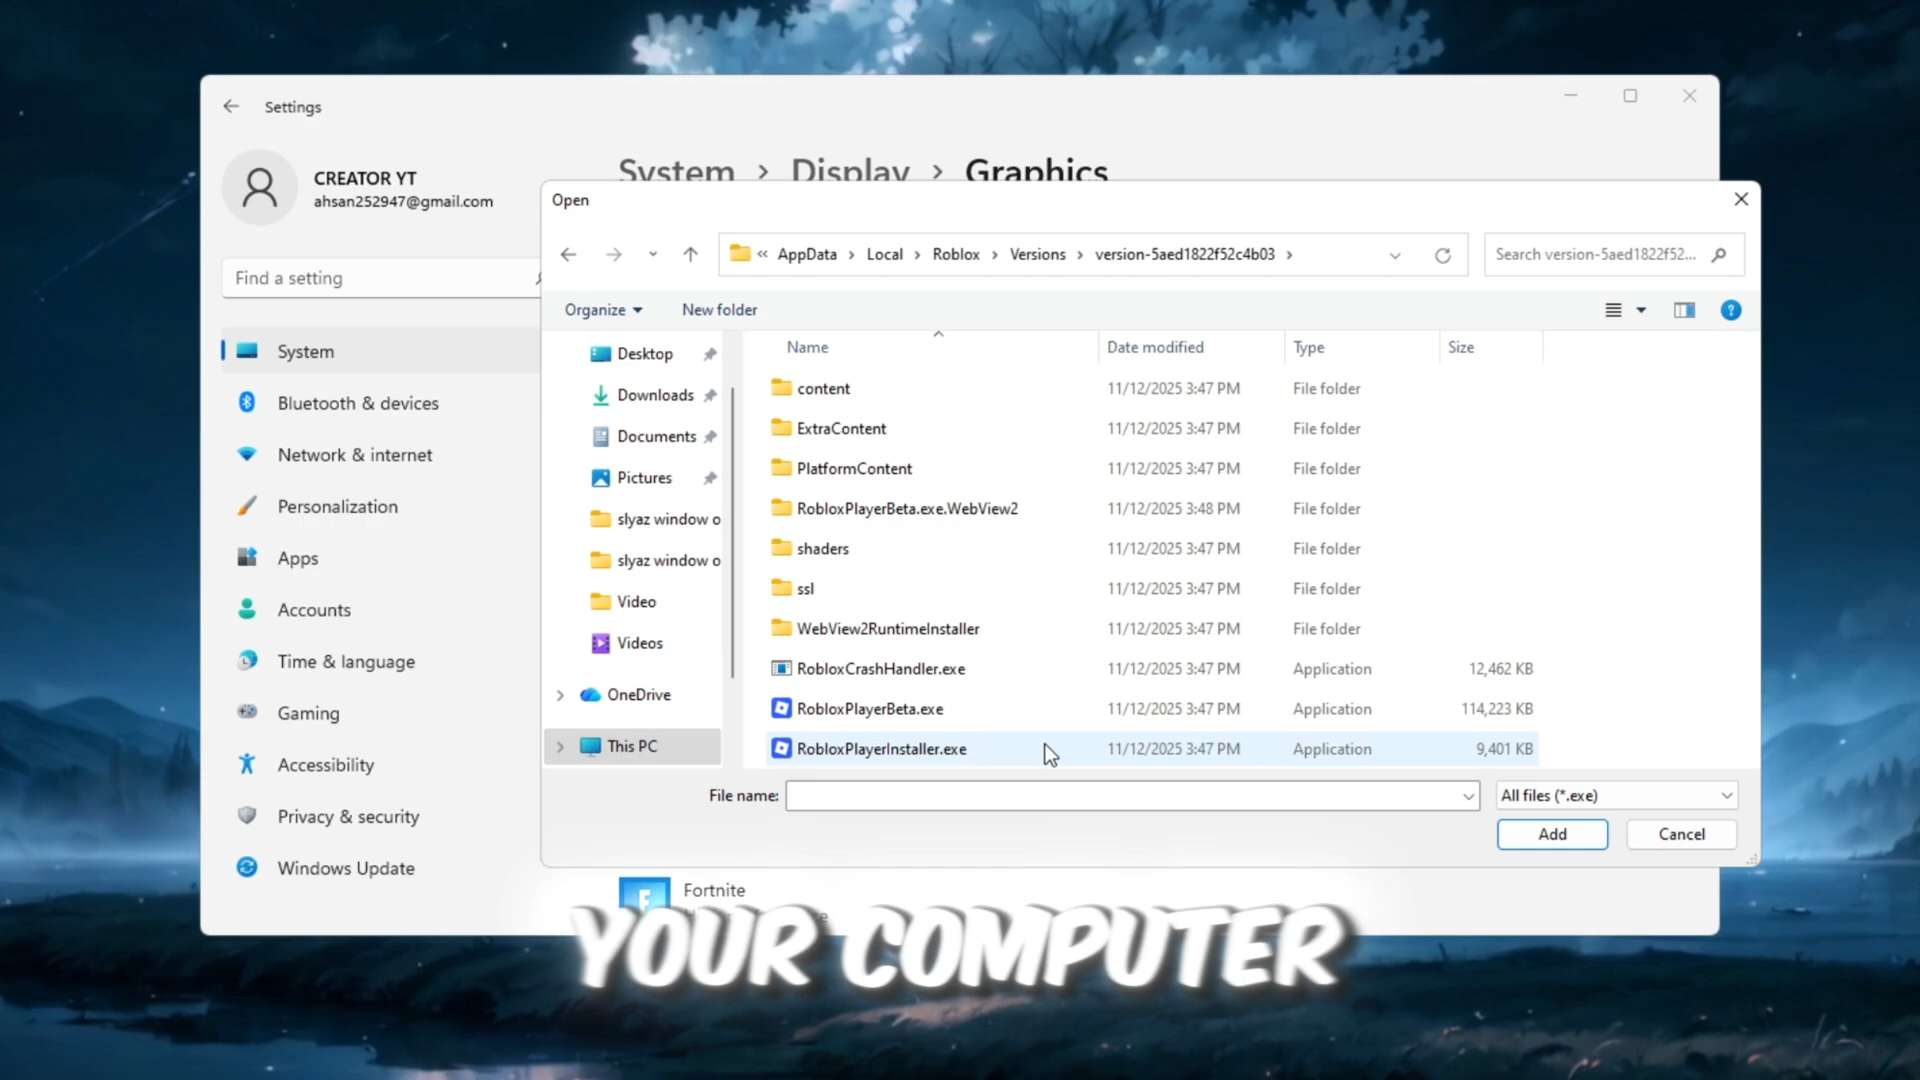 Settings
CREATOR YT
ahsan252947@gmail.com
Find a setting
System
Bluetooth & devices
Network & internet
Personalization
Apps
Accounts
Time & language
Gaming
Accessibility
Privacy & security
Windows Update
System > Display > Graphics
Open
« AppData > Local > Roblox > Versions > version-5aed1822f52c4b03 >
Search version-5aed1822f52...
Organize
New folder
Desktop
Downloads
Documents
Pictures
slyaz window o
slyaz window o
Video
Videos
OneDrive
This PC
Name Date modified Type Size
content 11/12/2025 3:47 PM File folder
ExtraContent 11/12/2025 3:47 PM File folder
PlatformContent 11/12/2025 3:47 PM File folder
RobloxPlayerBeta.exe.WebView2 11/12/2025 3:48 PM File folder
shaders 11/12/2025 3:47 PM File folder
ssl 11/12/2025 3:47 PM File folder
WebView2RuntimeInstaller 11/12/2025 3:47 PM File folder
RobloxCrashHandler.exe 11/12/2025 3:47 PM Application 12,462 KB
RobloxPlayerBeta.exe 11/12/2025 3:47 PM Application 114,223 KB
RobloxPlayerInstaller.exe 11/12/2025 3:47 PM Application 9,401 KB
File name:
All files (*.exe)
Add
Cancel
Fortnite
YOUR COMPUTER